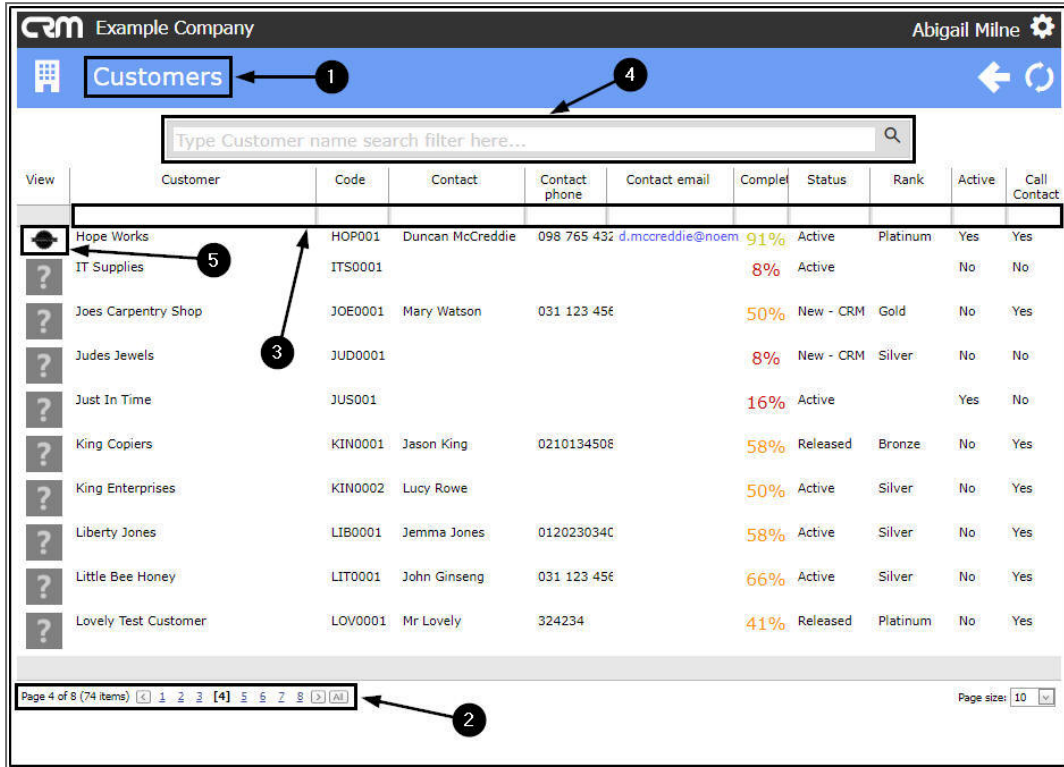 CRM Example Company Abigail Milne
Customers 1 4
Type Customer name search filter here...
View Customer Code Contact Contact phone Contact email Complet Status Rank Active Call Contact
Hope Works HOP001 Duncan McCreddie 098 765 432 d.mccreddie@noem 91% Active Platinum Yes Yes
5
IT Supplies ITS0001 8% Active No No
Joes Carpentry Shop JOE0001 Mary Watson 031 123 456 50% New - CRM Gold No Yes
3
Judes Jewels JUD0001 8% New - CRM Silver No No
Just In Time JUS001 16% Active Yes No
King Copiers KIN0001 Jason King 0210134508 58% Released Bronze No Yes
King Enterprises KIN0002 Lucy Rowe 50% Active Silver No Yes
Liberty Jones LIB0001 Jemma Jones 012023034 58% Active Silver No Yes
Little Bee Honey LIT0001 John Ginseng 031 123 456 66% Active Silver No Yes
Lovely Test Customer LOV0001 Mr Lovely 324234 41% Released Platinum No Yes
Page 4 of 8 (74 items) < 1 2 3 [4] 5 6 7 8 > All Page size: 10
2